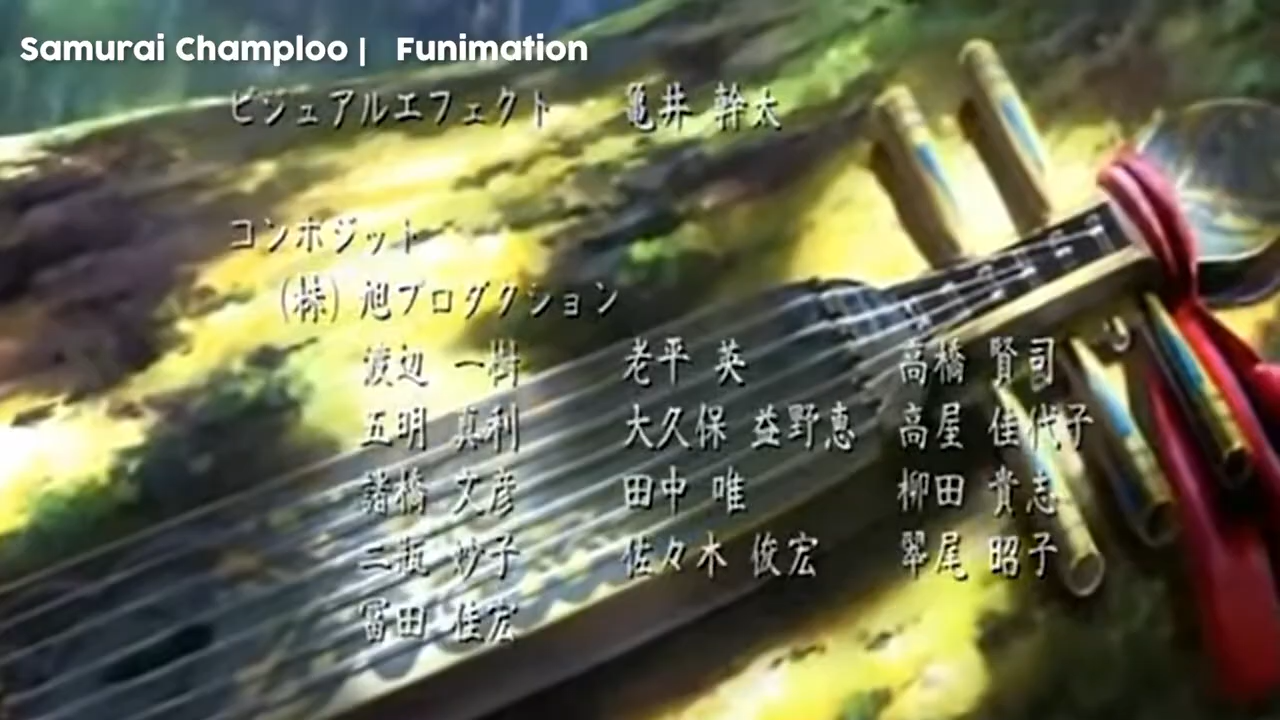 Samurai Champloo | Funimation
ビジュアルエフェクト 亀井 幹太
コンポジット
(株) 旭プロダクション
渡辺 一樹 老平 英 高橋 賢司
五明 真利 大久保 益野恵 高屋 佳代子
諸橋 文彦 田中 唯 柳田 貴志
二瓶 妙子 佐々木 俊宏 翠尾 昭子
冨田 佳宏